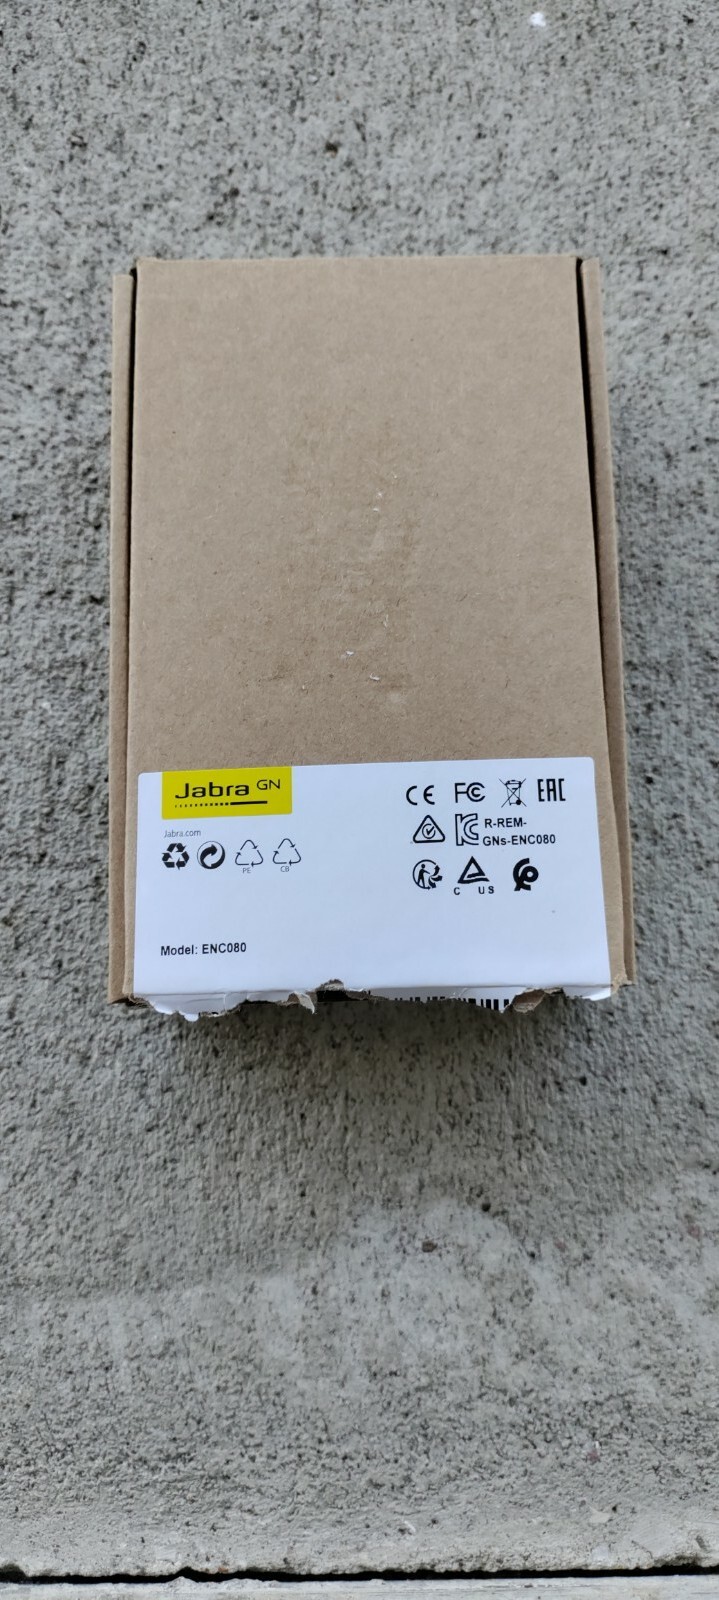 Jabra GN
Jabra.com
PE
CB
CE FC EAC
R-REM-
GNs-ENC080
C US
Model: ENC080